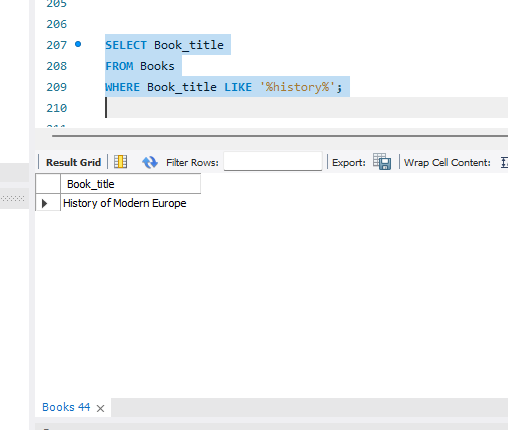 205
206
207 SELECT Book_title
208 FROM Books
209 WHERE Book_title LIKE '%history%';
210
Result Grid Filter Rows: Export: Wrap Cell Content:
Book_title
History of Modern Europe
Books 44